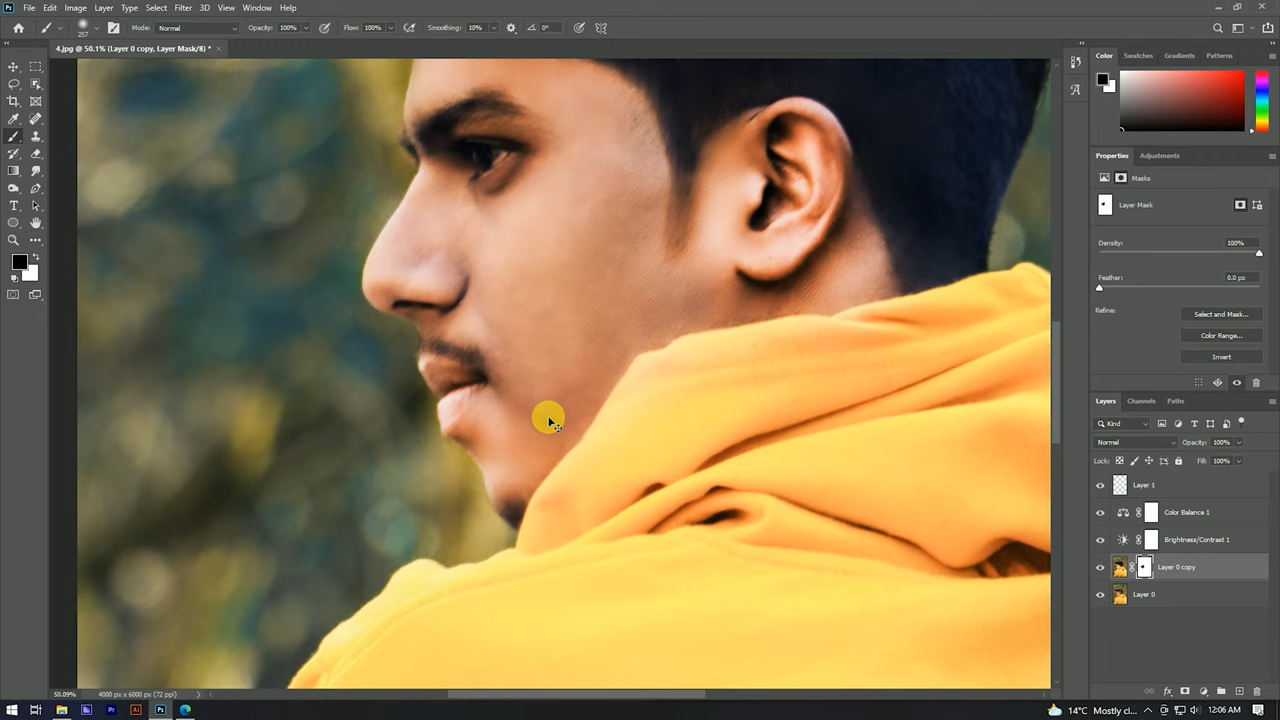 File Edit Image Layer Type Select Filter 3D View Window Help
257 Mode: Normal Opacity: 100% Flow: 100% Smoothing: 10% 0°
4.jpg @ 50.1% (Layer 0 copy, Layer Mask/8) *
Color Swatches Gradients Patterns
Properties Adjustments
Masks
Layer Mask
Density: 100%
Feather: 0.0 px
Refine: Select and Mask...
Color Range...
Invert
Layers Channels Paths
Kind
Normal Opacity: 100%
Lock: Fill: 100%
Layer 1
Color Balance 1
Brightness/Contrast 1
Layer 0 copy
Layer 0
50.09% 4000 px x 6000 px (72 ppi)
14°C Mostly cl... 12:06 AM